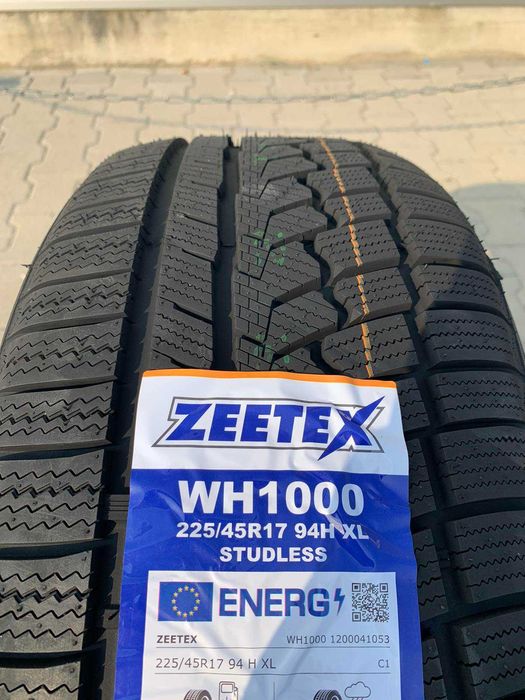 ZEETEX
WH1000
225/45R17 94H XL
STUDLESS
ENERG
ZEETEX WH1000 1200041053
225/45R17 94 H XL C1